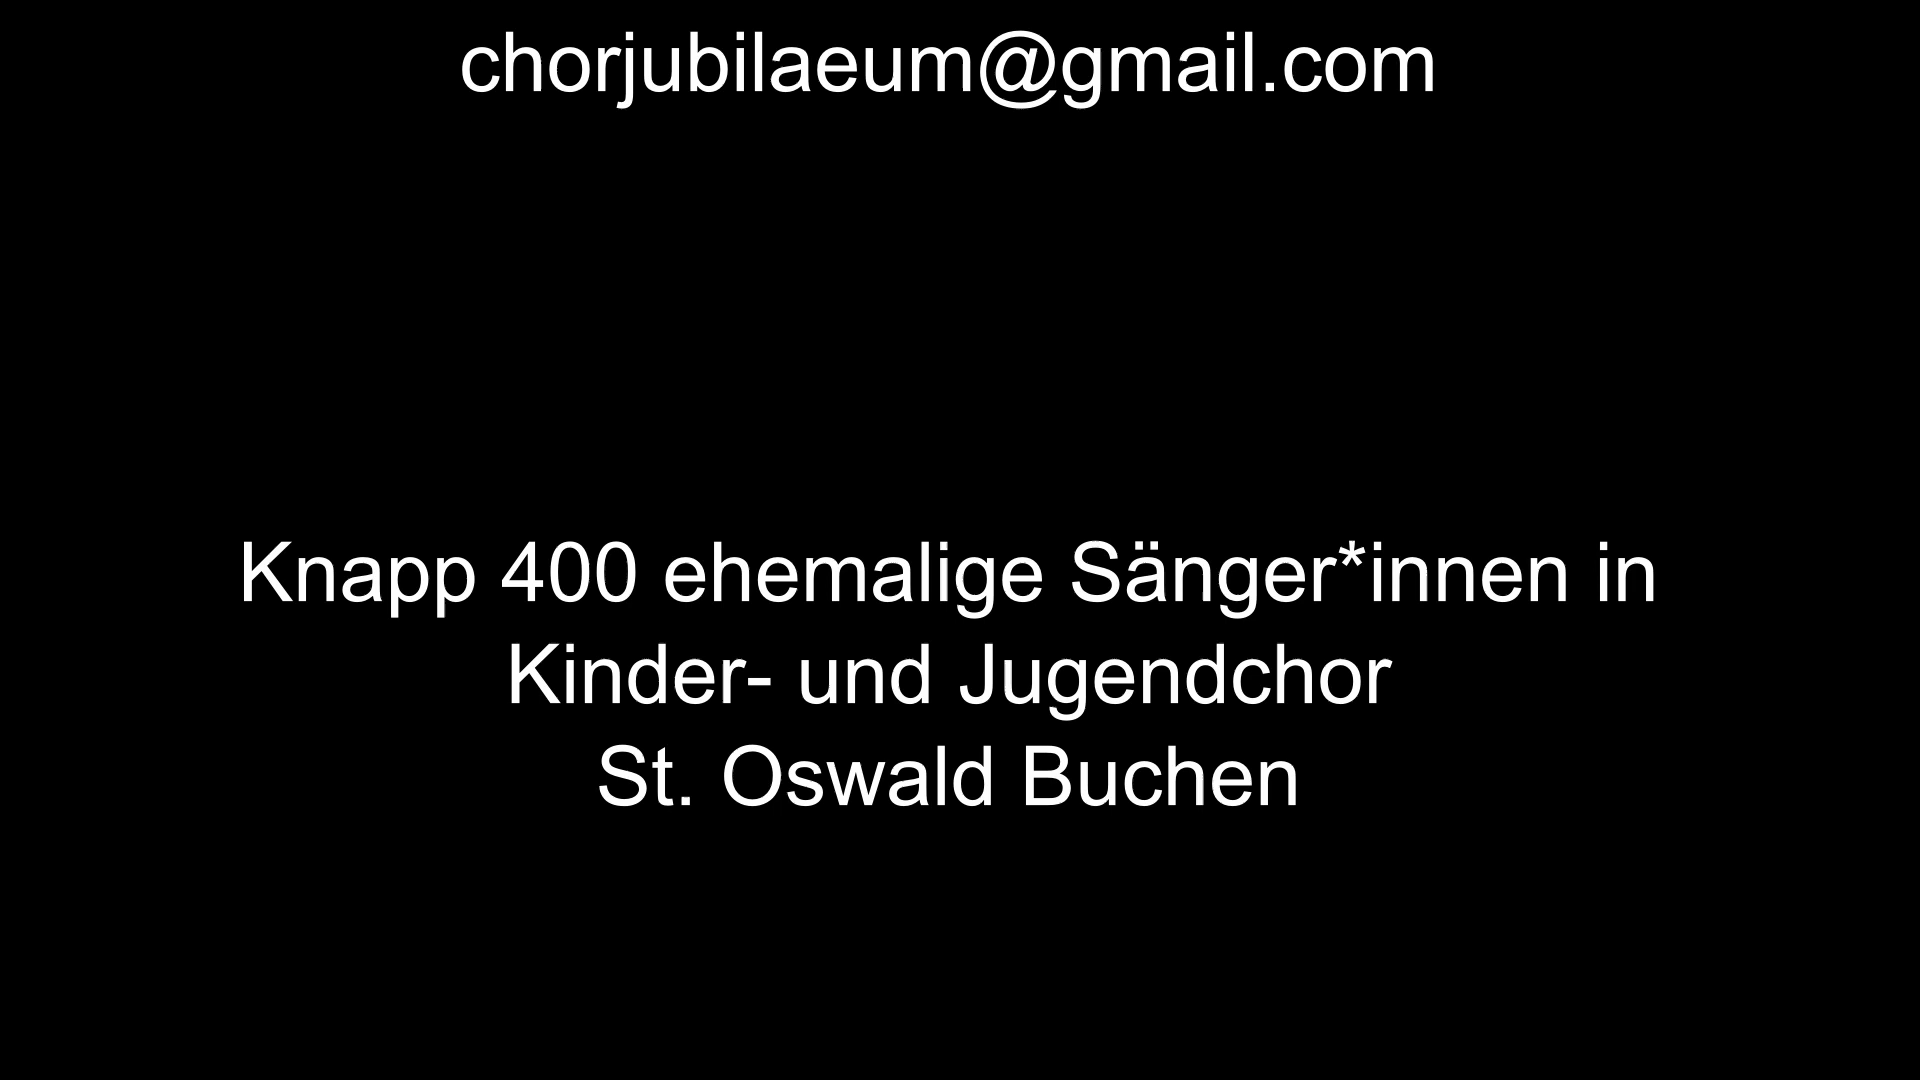 chorjubilaeum@gmail.com
Knapp 400 ehemalige Sänger*innen in
Kinder- und Jugendchor
St. Oswald Buchen